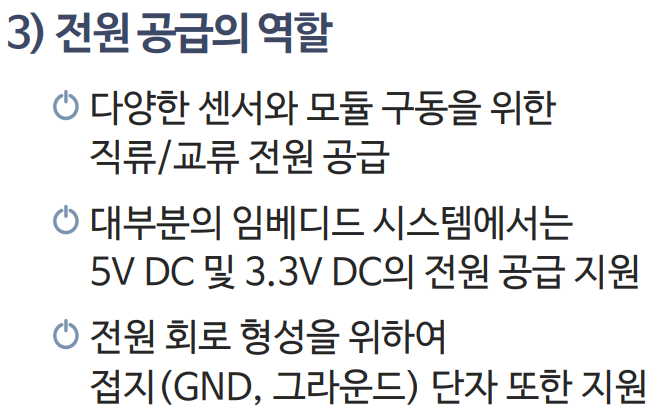 3) 전원 공급의 역할
다양한 센서와 모듈 구동을 위한
직류/교류 전원 공급
대부분의 임베디드 시스템에서는
5V DC 및 3.3V DC의 전원 공급 지원
전원 회로 형성을 위하여
접지(GND, 그라운드) 단자 또한 지원